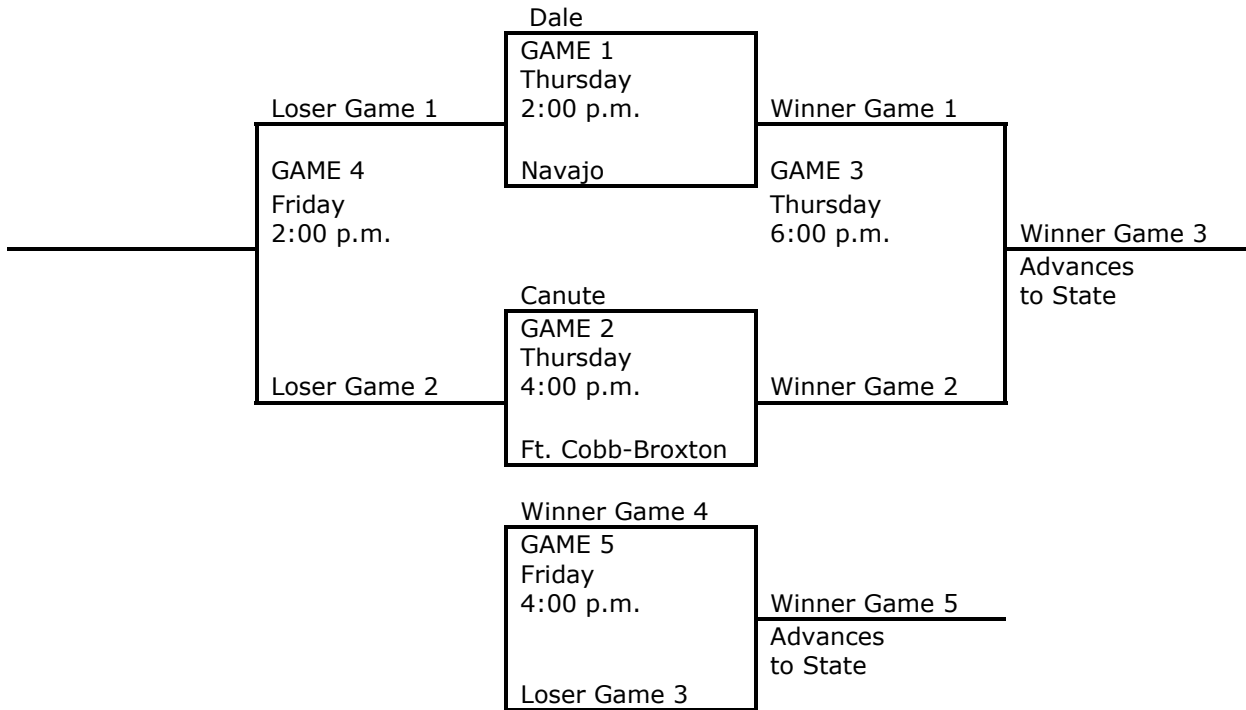 Dale
GAME 1
Thursday
2:00 p.m.
Navajo
Loser Game 1
Winner Game 1
GAME 4
Friday
2:00 p.m.
GAME 3
Thursday
6:00 p.m.
Winner Game 3
Advances
to State
Canute
GAME 2
Thursday
4:00 p.m.
Ft. Cobb-Broxton
Loser Game 2
Winner Game 2
Winner Game 4
GAME 5
Friday
4:00 p.m.
Loser Game 3
Winner Game 5
Advances
to State